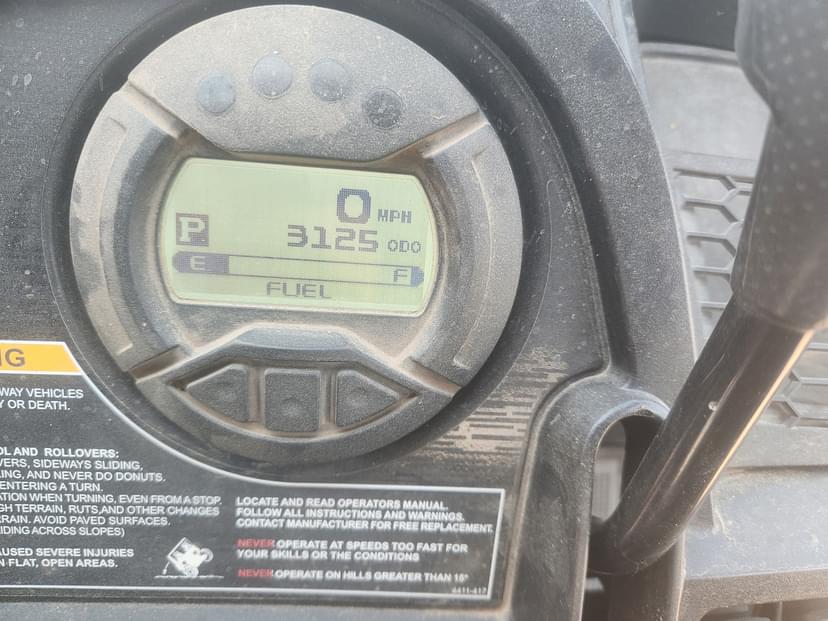 0 MPH
P
3125 ODO
E F
FUEL
NG
WAY VEHICLES
Y OR DEATH.
OL AND ROLLOVERS:
VERS, SIDEWAYS SLIDING,
LING, AND NEVER DO DONUTS.
ENTERING A TURN.
ATION WHEN TURNING, EVEN FROM A STOP.
GH TERRAIN, RUTS, AND OTHER CHANGES
RRAIN. AVOID PAVED SURFACES.
(IDING ACROSS SLOPES)
AUSED SEVERE INJURIES
N FLAT, OPEN AREAS.
LOCATE AND READ OPERATORS MANUAL.
FOLLOW ALL INSTRUCTIONS AND WARNINGS.
CONTACT MANUFACTURER FOR FREE REPLACEMENT.
NEVER OPERATE AT SPEEDS TOO FAST FOR
YOUR SKILLS OR THE CONDITIONS
NEVER OPERATE ON HILLS GREATER THAN 15°
4411-417